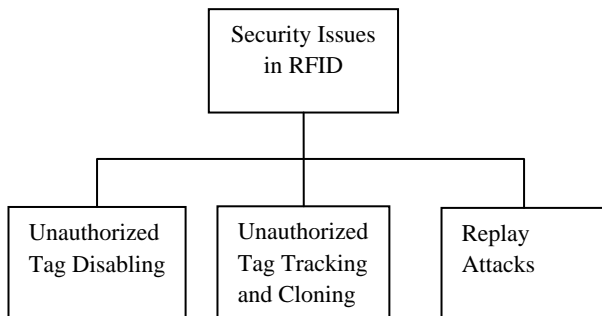 Security Issues
in RFID
Unauthorized
Tag Disabling
Unauthorized
Tag Tracking
and Cloning
Replay
Attacks